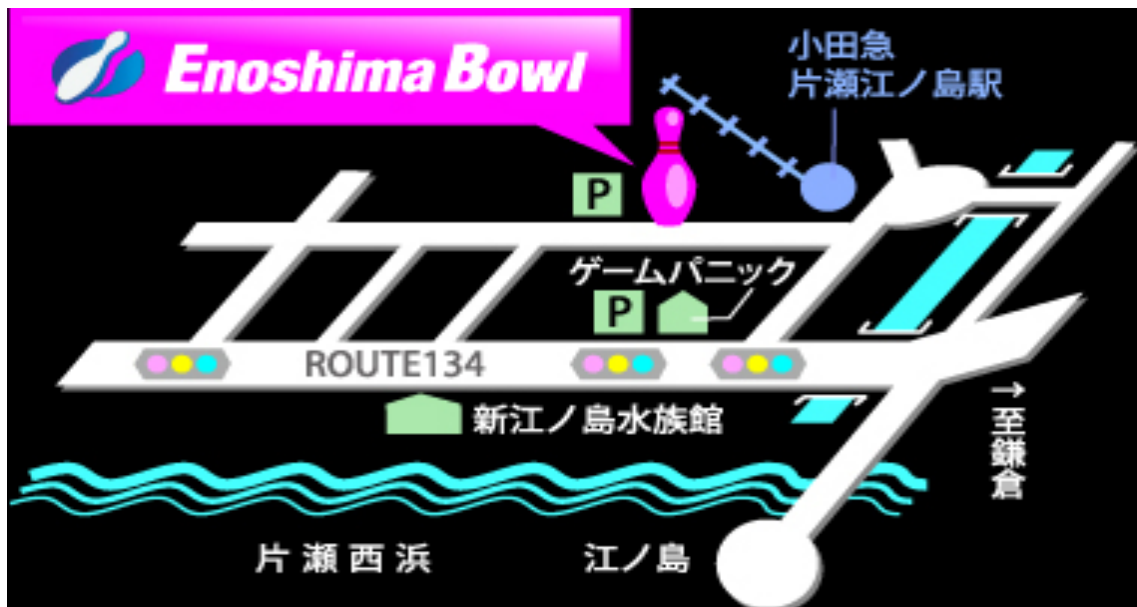 Enoshima Bowl
小田急
片瀬江ノ島駅
P
ゲームパニック
P
ROUTE134
新江ノ島水族館
→至鎌倉
片瀬西浜
江ノ島